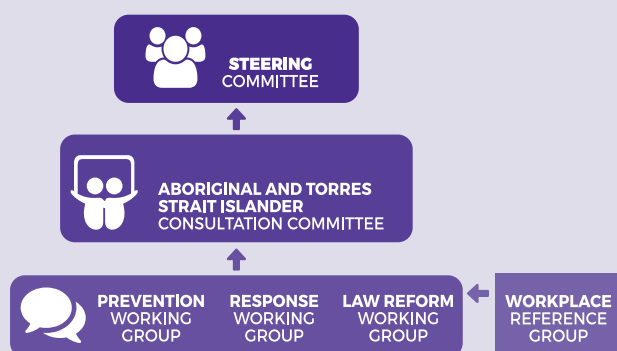 STEERING
COMMITTEE
ABORIGINAL AND TORRES
STRAIT ISLANDER
CONSULTATION COMMITTEE
PREVENTION
WORKING
GROUP
RESPONSE
WORKING
GROUP
LAW REFORM
WORKING
GROUP
WORKPLACE
REFERENCE
GROUP